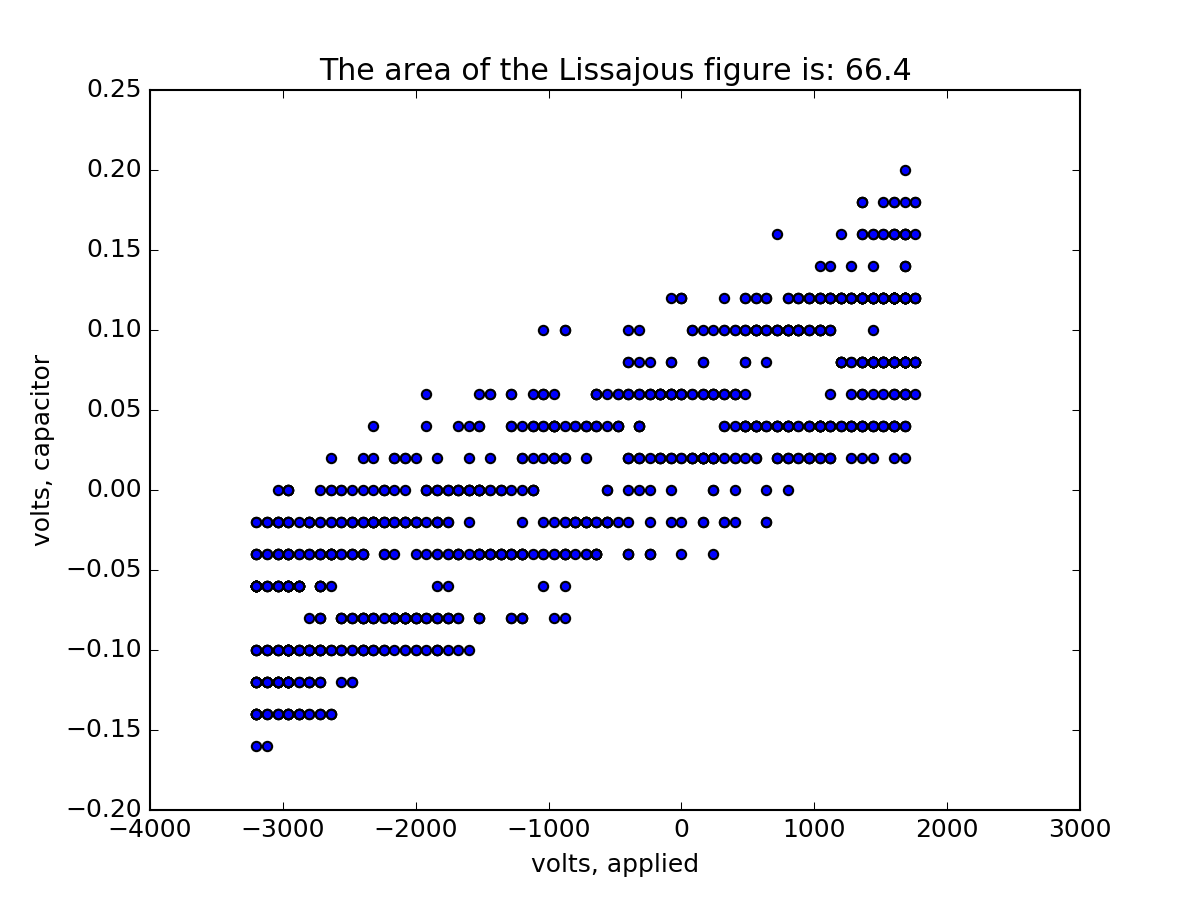 The area of the Lissajous figure is: 66.4
0.25
0.20
0.15
0.10
0.05
0.00
−0.05
−0.10
−0.15
−0.20
volts, capacitor
−4000 −3000 −2000 −1000 0 1000 2000 3000
volts, applied